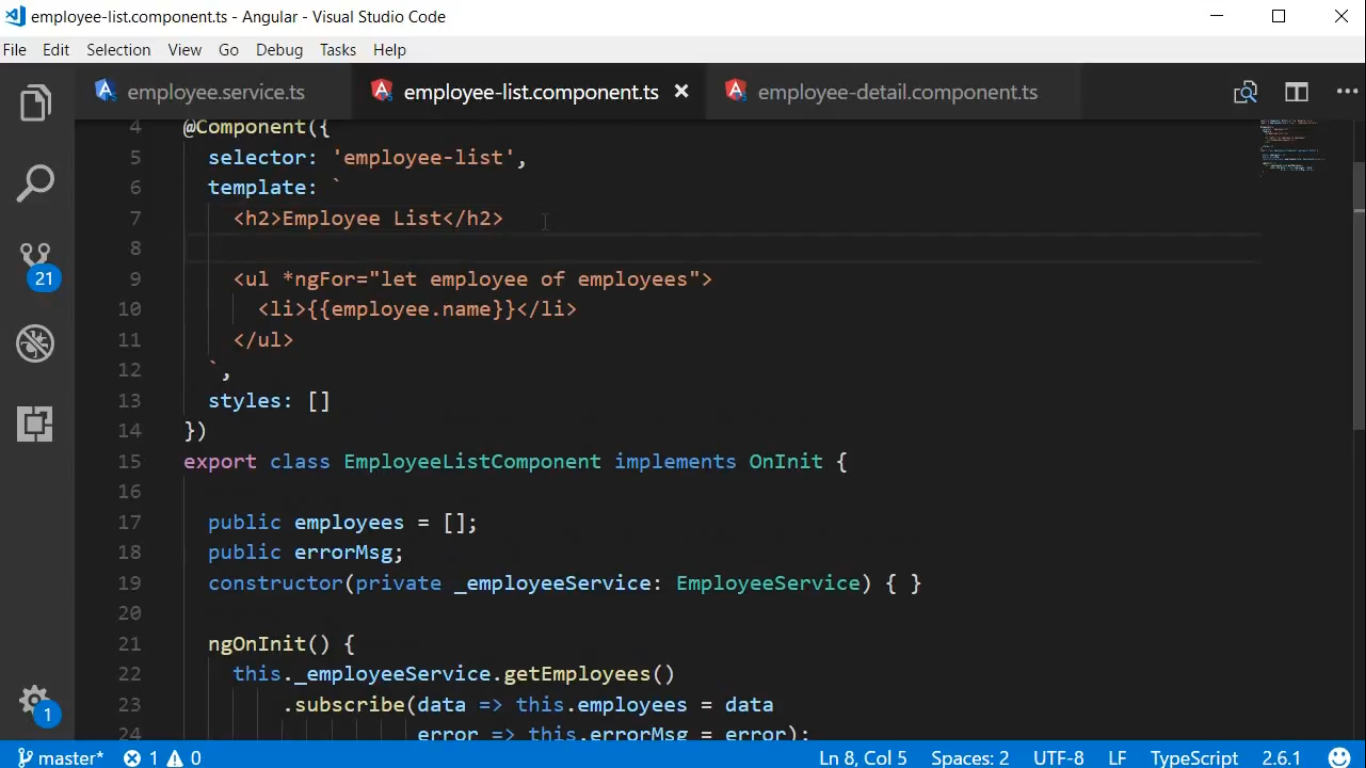 employee-list.component.ts - Angular - Visual Studio Code
File Edit Selection View Go Debug Tasks Help
employee.service.ts employee-list.component.ts employee-detail.component.ts
4 @Component({
5 selector: 'employee-list',
6 template: `
7 <h2>Employee List</h2>
8
9 <ul *ngFor="let employee of employees">
10 <li>{{employee.name}}</li>
11 </ul>
12 `,
13 styles: []
14 })
15 export class EmployeeListComponent implements OnInit {
16
17 public employees = [];
18 public errorMsg;
19 constructor(private _employeeService: EmployeeService) { }
20
21 ngOnInit() {
22 this._employeeService.getEmployees()
23 .subscribe(data => this.employees = data
24 error => this.errorMsg = error);
21
1
master* 1 0 Ln 8, Col 5 Spaces: 2 UTF-8 LF TypeScript 2.6.1